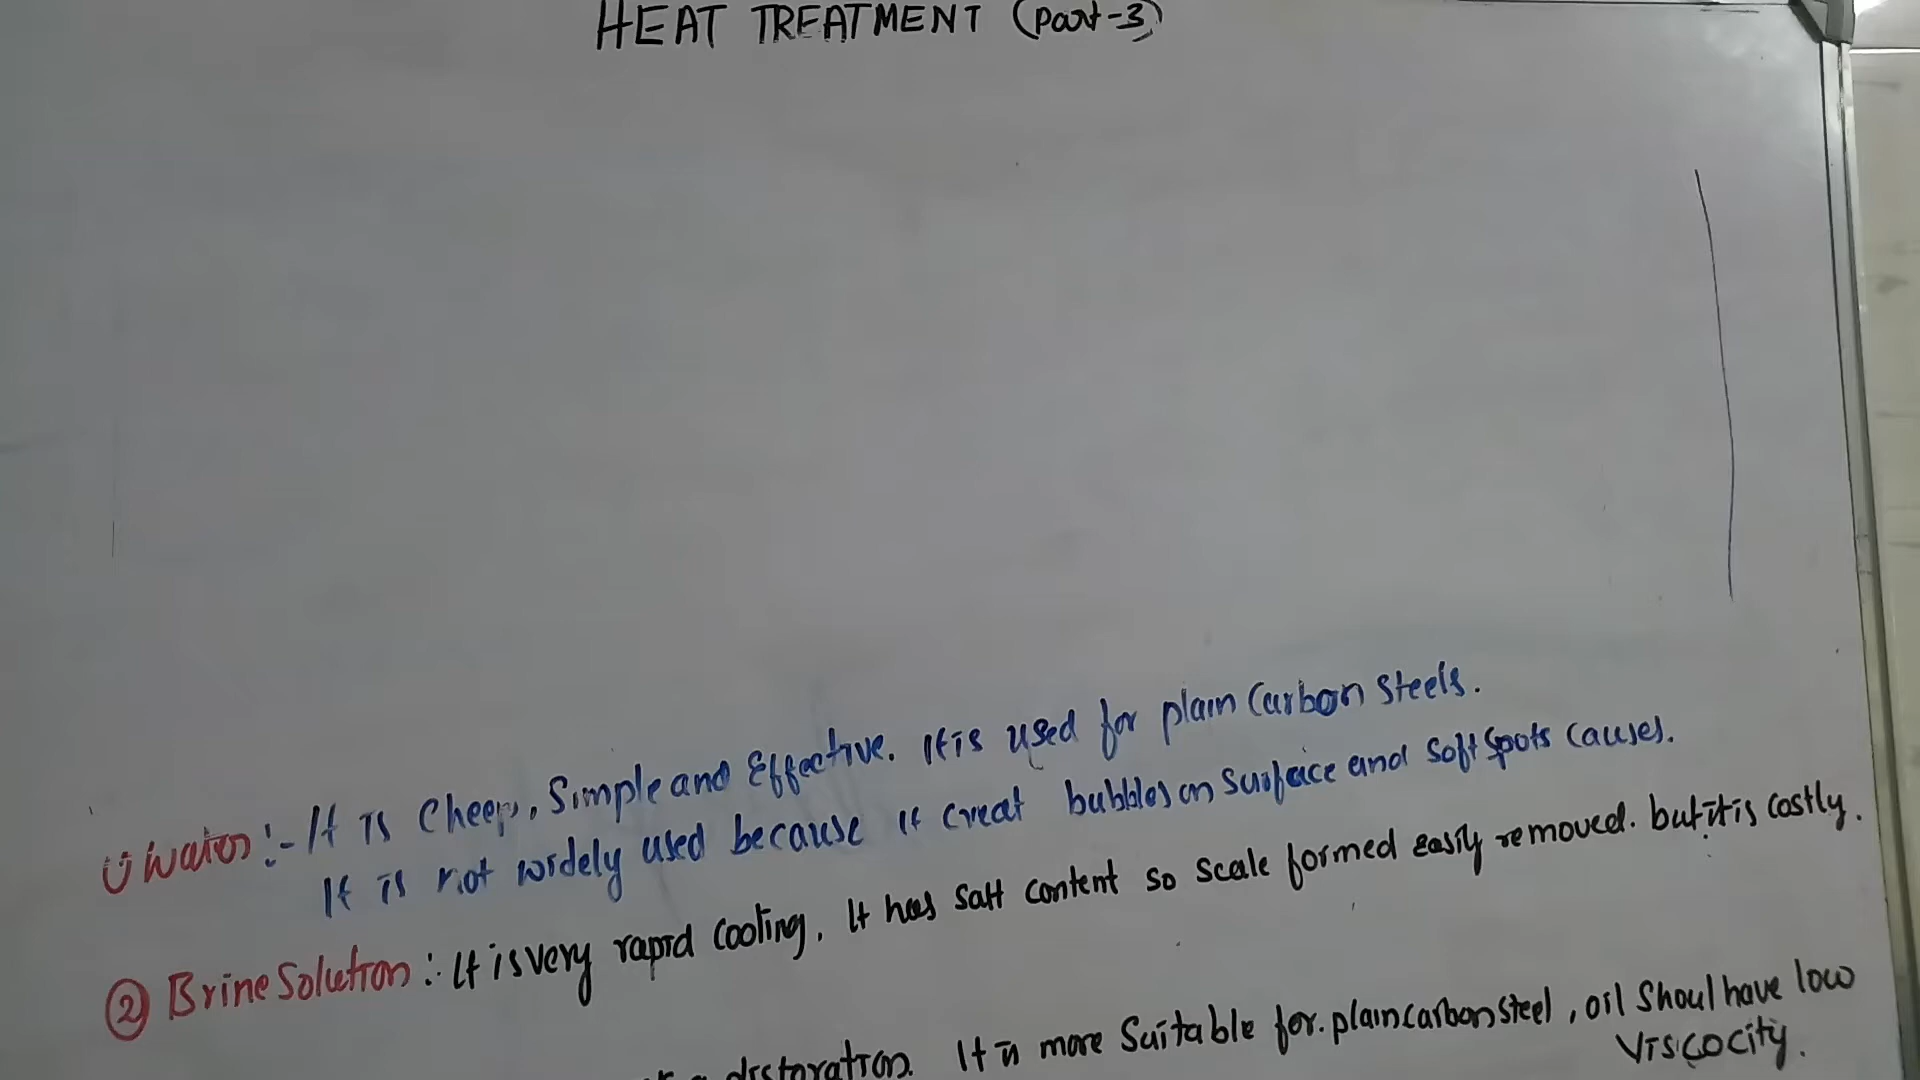 HEAT TREATMENT (part-3)
(1) Water :- It is Cheep, Simple and Effective. It is used for plain Carbon Steels.
It is not widely used because it creat bubbles on Surface and Soft Spots Causes.
(2) Brine Solution :- It is very rapid Cooling. It has Salt Content so Scale formed easily removed. but it is Costly.
distoration. It is more Suitable for. plain carbon steel, oil Shoul have low
Viscocity.